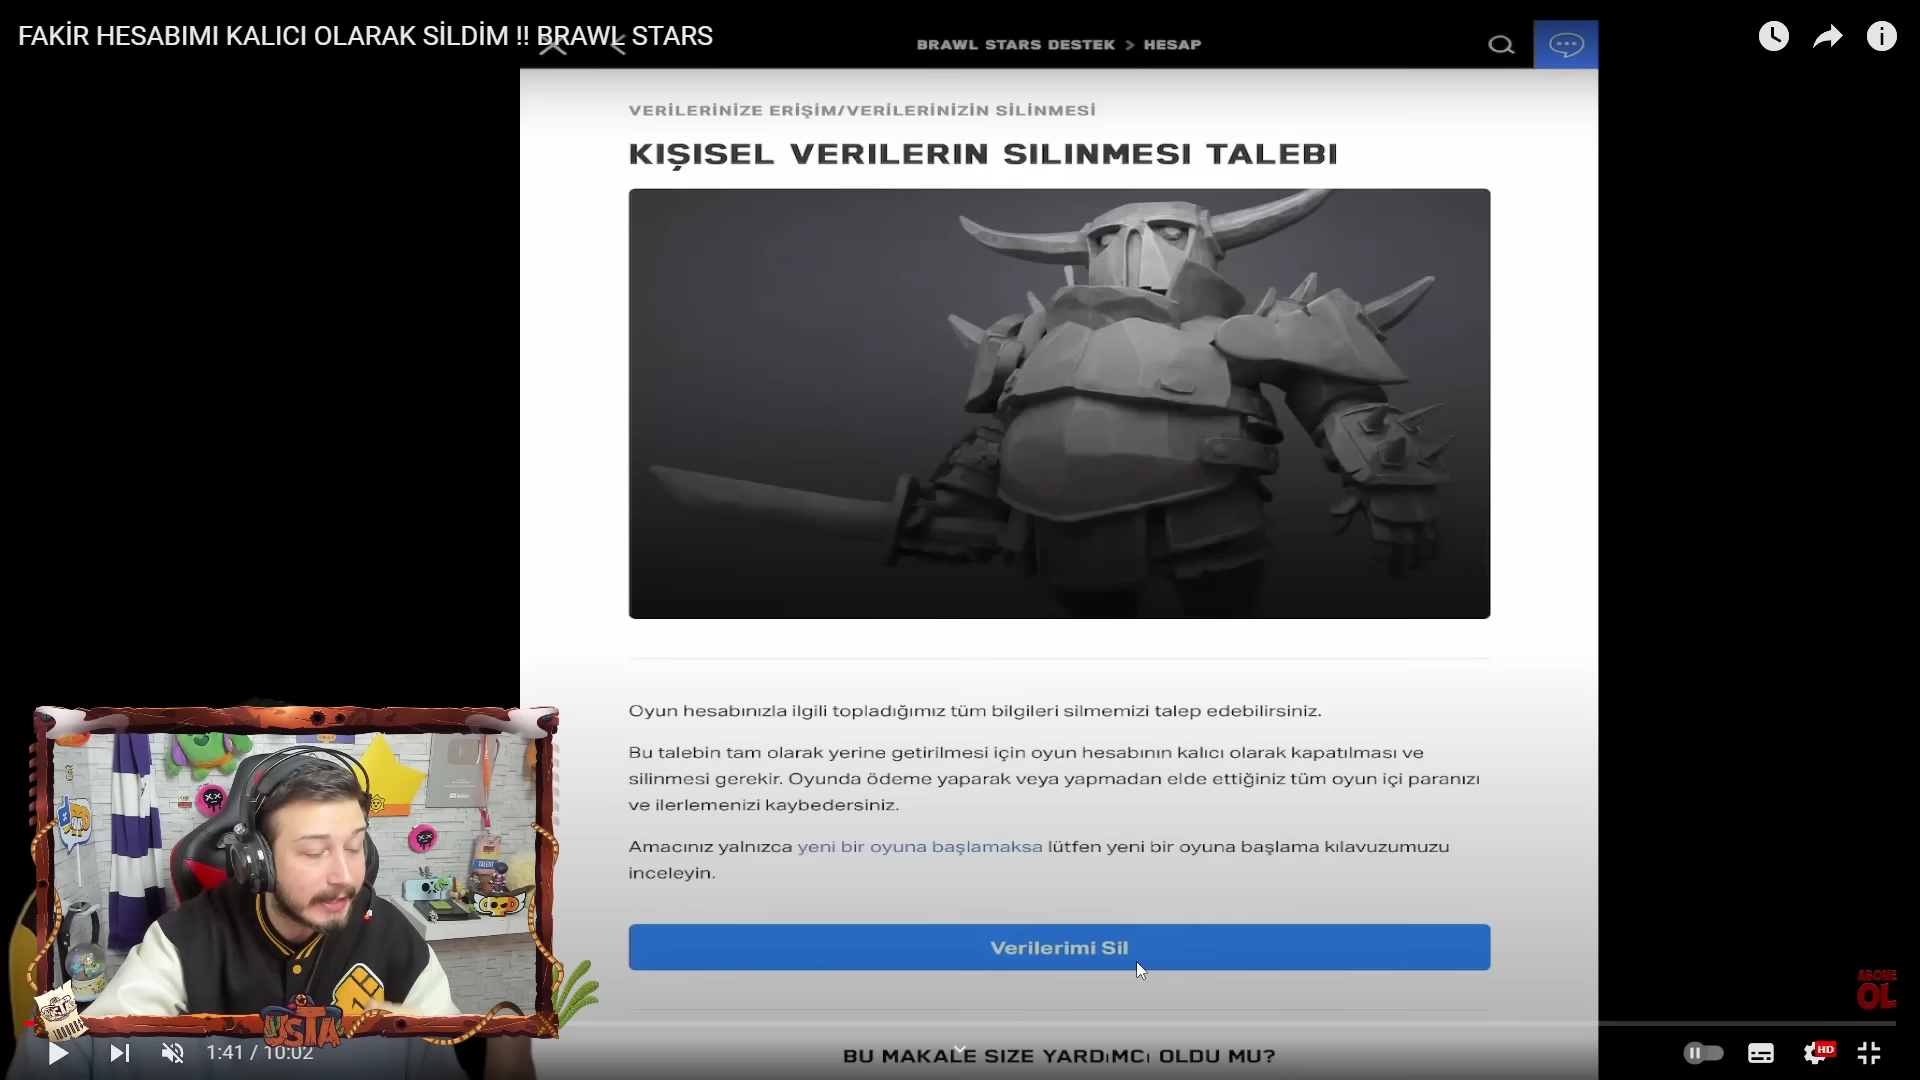 FAKİR HESABIMI KALICI OLARAK SİLDİM !! BRAWL STARS
BRAWL STARS DESTEK > HESAP
VERİLERİNİZE ERİŞİM/VERİLERİNİZİN SİLİNMESİ
KIŞISEL VERILERIN SILINMESI TALEBI
Oyun hesabınızla ilgili topladığımız tüm bilgileri silmemizi talep edebilirsiniz.
Bu talebin tam olarak yerine getirilmesi için oyun hesabının kalıcı olarak kapatılması ve
silinmesi gerekir. Oyunda ödeme yaparak veya yapmadan elde ettiğiniz tüm oyun içi paranızı
ve ilerlemenizi kaybedersiniz.
Amacınız yalnızca yeni bir oyuna başlamaksa lütfen yeni bir oyuna başlama kılavuzumuzu
inceleyin.
Verilerimi Sil
TALENT
USTA
ABONE
OL
1:41 / 10:02
BU MAKALE SIZE YARDıMCı OLDU MU?
HD